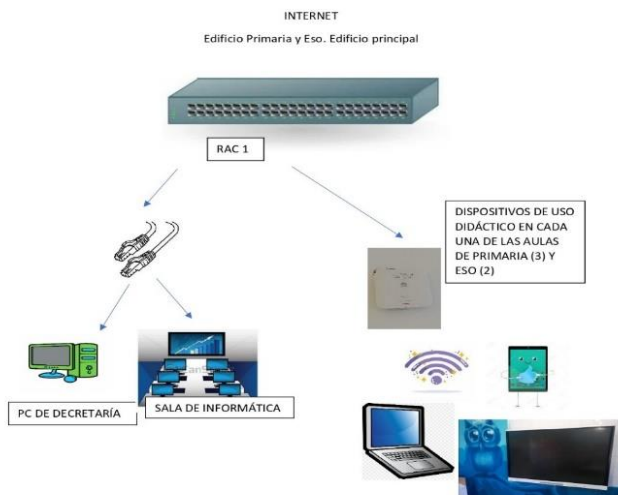 INTERNET
Edificio Primaria y Eso. Edificio principal
RAC 1
DISPOSITIVOS DE USO
DIDÁCTICO EN CADA
UNA DE LAS AULAS
DE PRIMARIA (3) Y
ESO (2)
PC DE DECRETARÍA
SALA DE INFORMÁTICA